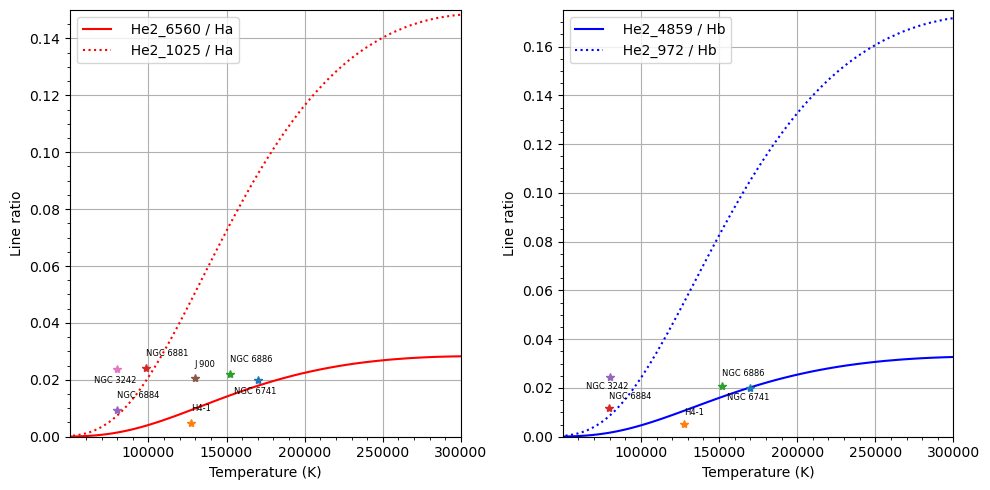 He2_6560 / Ha
He2_1025 / Ha
Line ratio
0.14
0.12
0.10
0.08
0.06
0.04
0.02
0.00
NGC 6881
NGC 3242
NGC 6884
J 900
NGC 6886
NGC 6741
H4-1
100000
150000
200000
250000
300000
Temperature (K)
He2_4859 / Hb
He2_972 / Hb
Line ratio
0.16
0.14
0.12
0.10
0.08
0.06
0.04
0.02
0.00
NGC 3242
NGC 6884
NGC 6886
NGC 6741
H4-1
100000
150000
200000
250000
300000
Temperature (K)